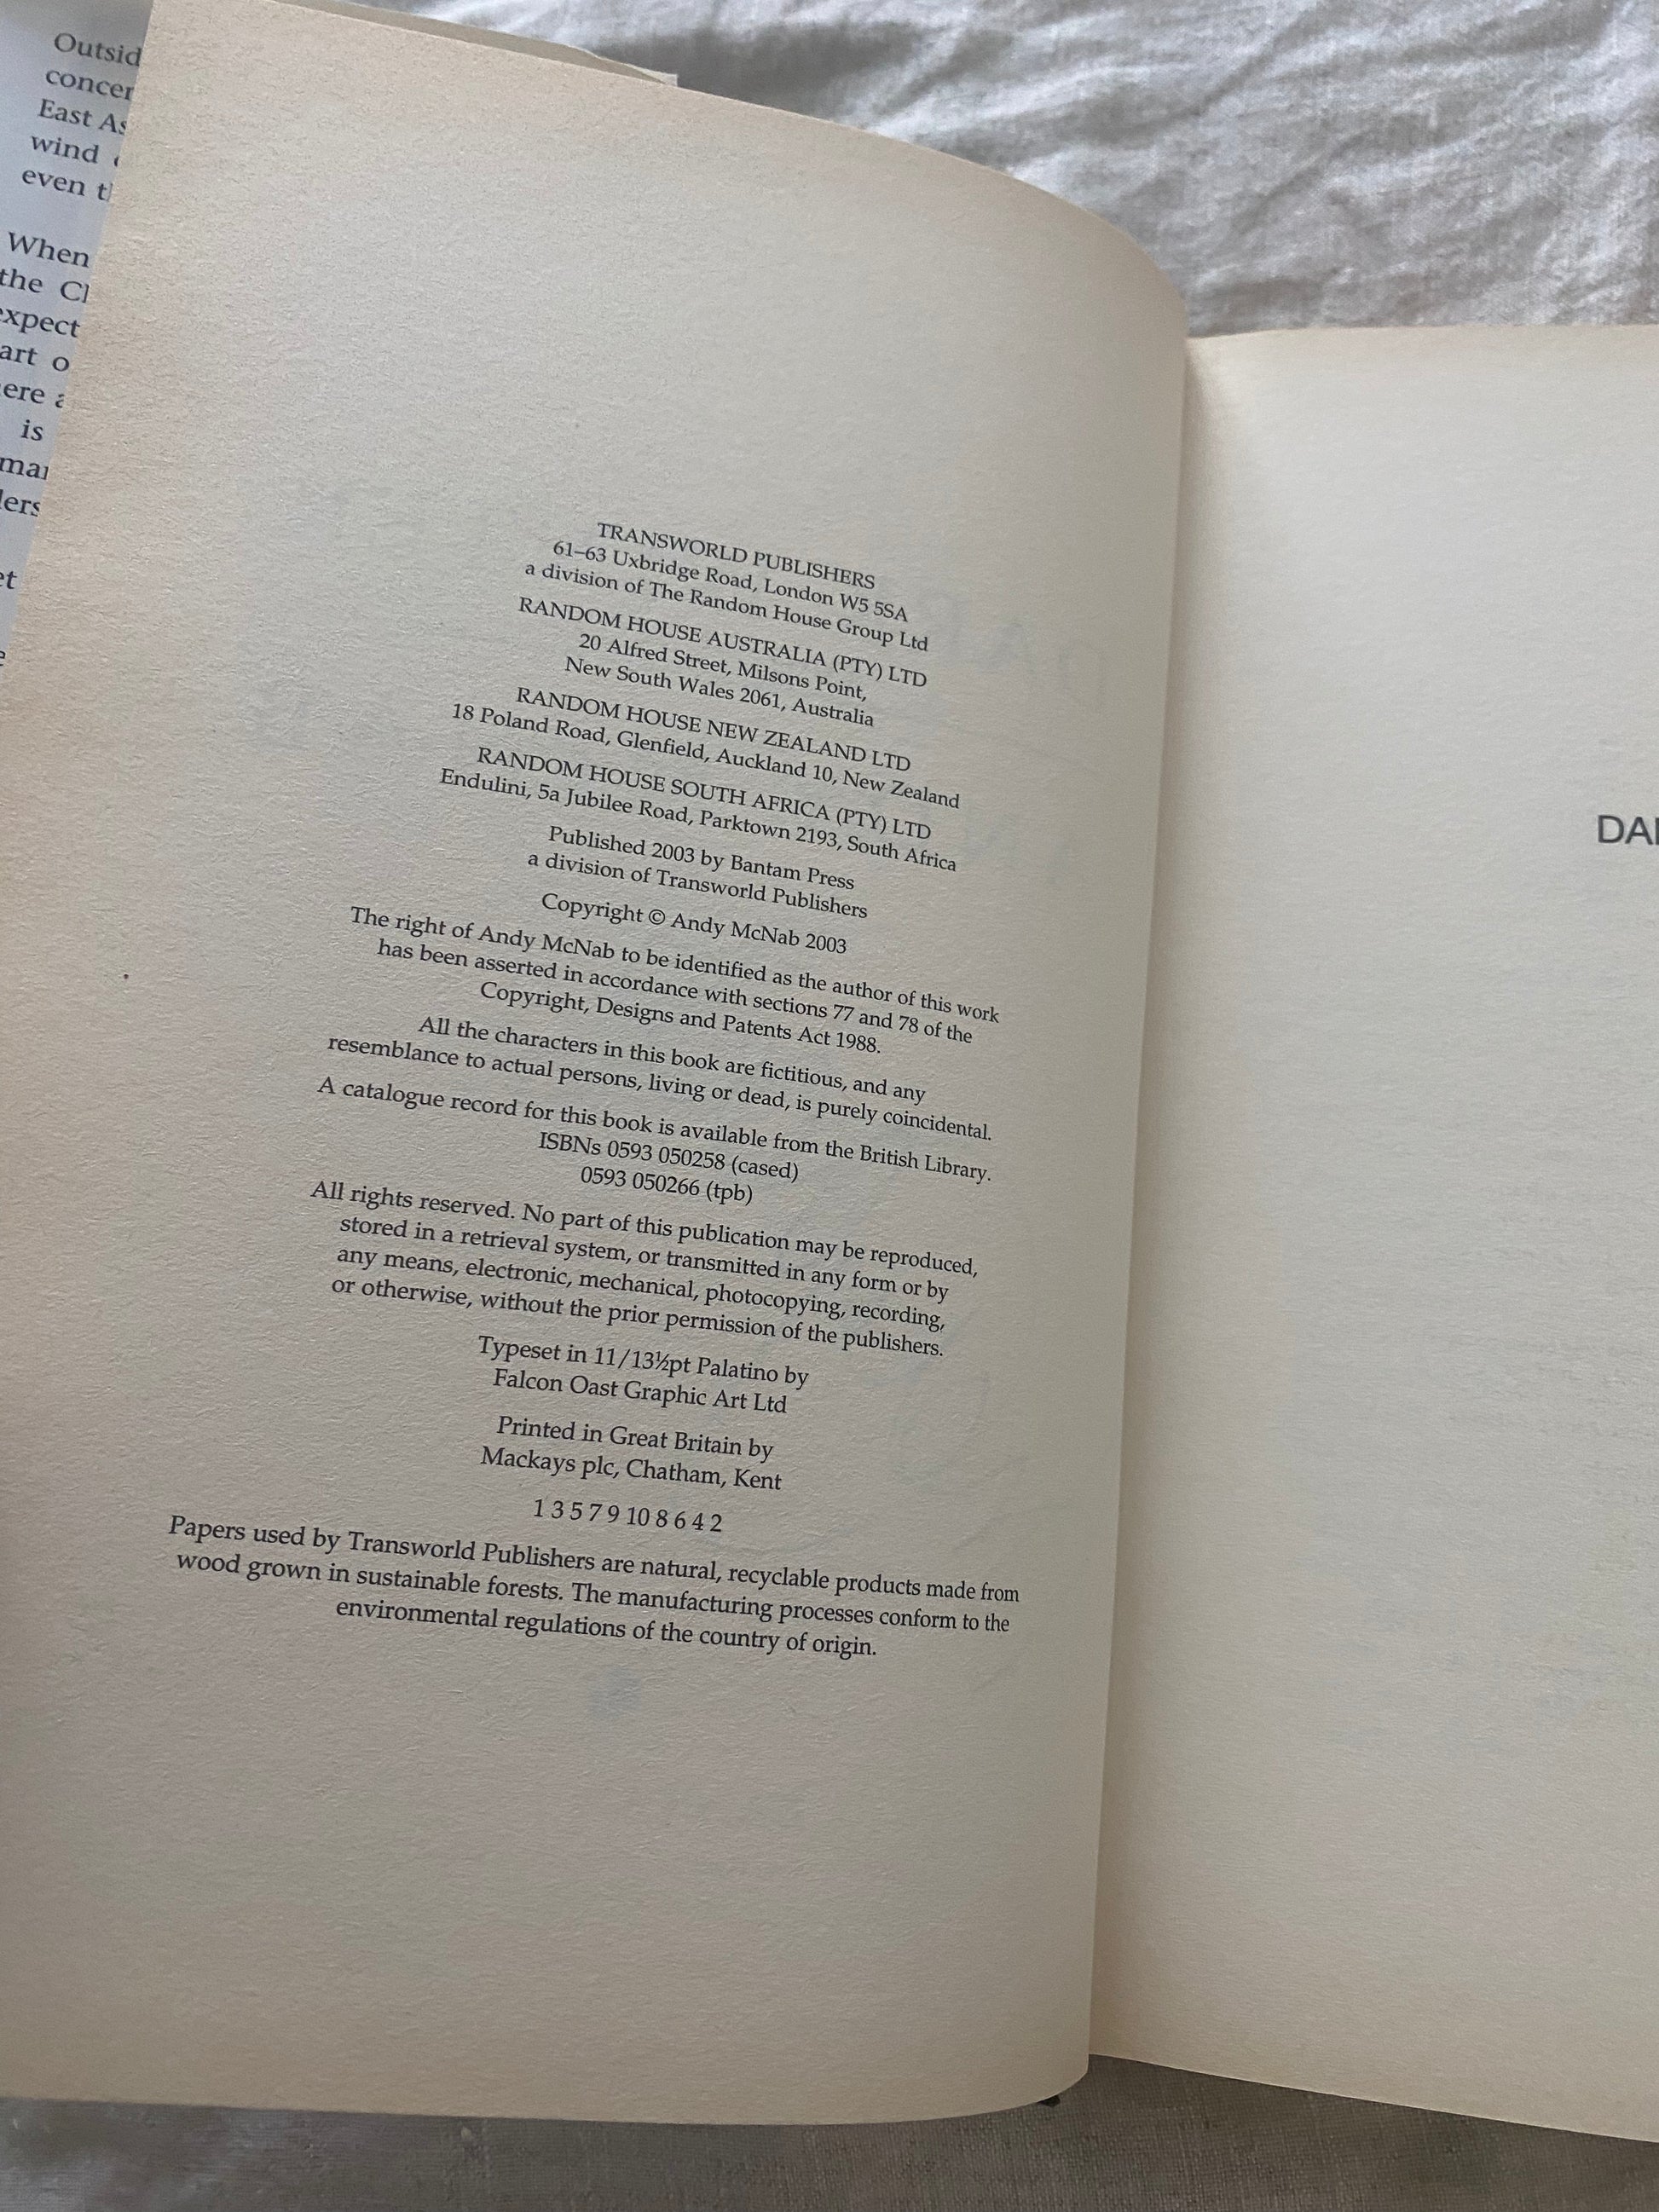 Outsid
concer
East As
wind
even t
When
the Cl
expect
art o
ere a
is
mar
lers
et
e
TRANSWORLD PUBLISHERS
61–63 Uxbridge Road, London W5 5SA
a division of The Random House Group Ltd
RANDOM HOUSE AUSTRALIA (PTY) LTD
20 Alfred Street, Milsons Point,
New South Wales 2061, Australia
RANDOM HOUSE NEW ZEALAND LTD
18 Poland Road, Glenfield, Auckland 10, New Zealand
RANDOM HOUSE SOUTH AFRICA (PTY) LTD
Endulini, 5a Jubilee Road, Parktown 2193, South Africa
Published 2003 by Bantam Press
a division of Transworld Publishers
Copyright © Andy McNab 2003
The right of Andy McNab to be identified as the author of this work
has been asserted in accordance with sections 77 and 78 of the
Copyright, Designs and Patents Act 1988.
All the characters in this book are fictitious, and any
resemblance to actual persons, living or dead, is purely coincidental.
A catalogue record for this book is available from the British Library.
ISBNs 0593 050258 (cased)
0593 050266 (tpb)
All rights reserved. No part of this publication may be reproduced,
stored in a retrieval system, or transmitted in any form or by
any means, electronic, mechanical, photocopying, recording,
or otherwise, without the prior permission of the publishers.
Typeset in 11/13½pt Palatino by
Falcon Oast Graphic Art Ltd
Printed in Great Britain by
Mackays plc, Chatham, Kent
1 3 5 7 9 10 8 6 4 2
Papers used by Transworld Publishers are natural, recyclable products made from
wood grown in sustainable forests. The manufacturing processes conform to the
environmental regulations of the country of origin.
DA